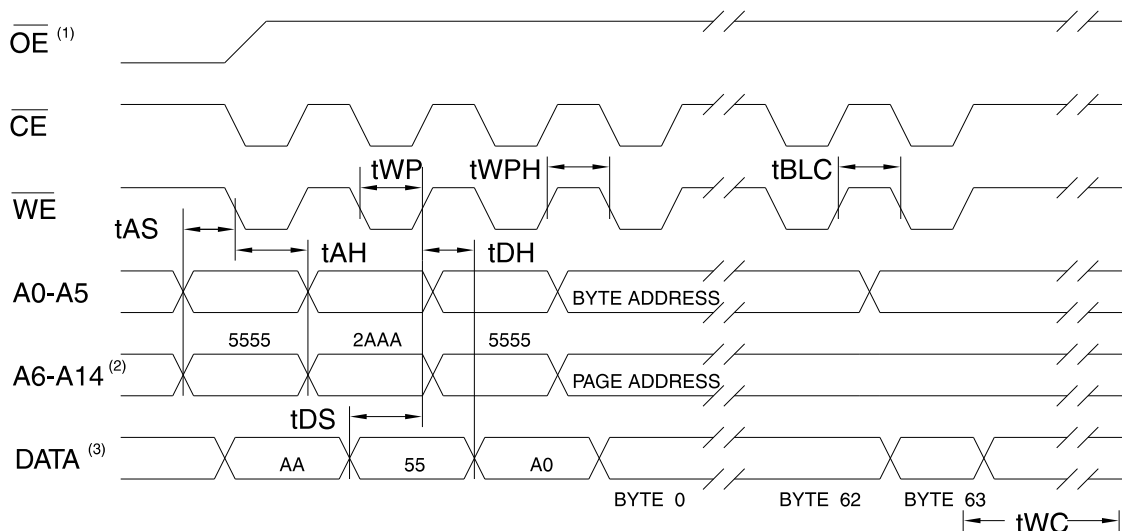 OE (1)
CE
tWP tWPH tBLC
WE
tAS
tAH tDH
A0-A5 BYTE ADDRESS
5555 2AAA 5555
A6-A14 (2) PAGE ADDRESS
tDS
DATA (3) AA 55 A0
BYTE 0 BYTE 62 BYTE 63
tWC